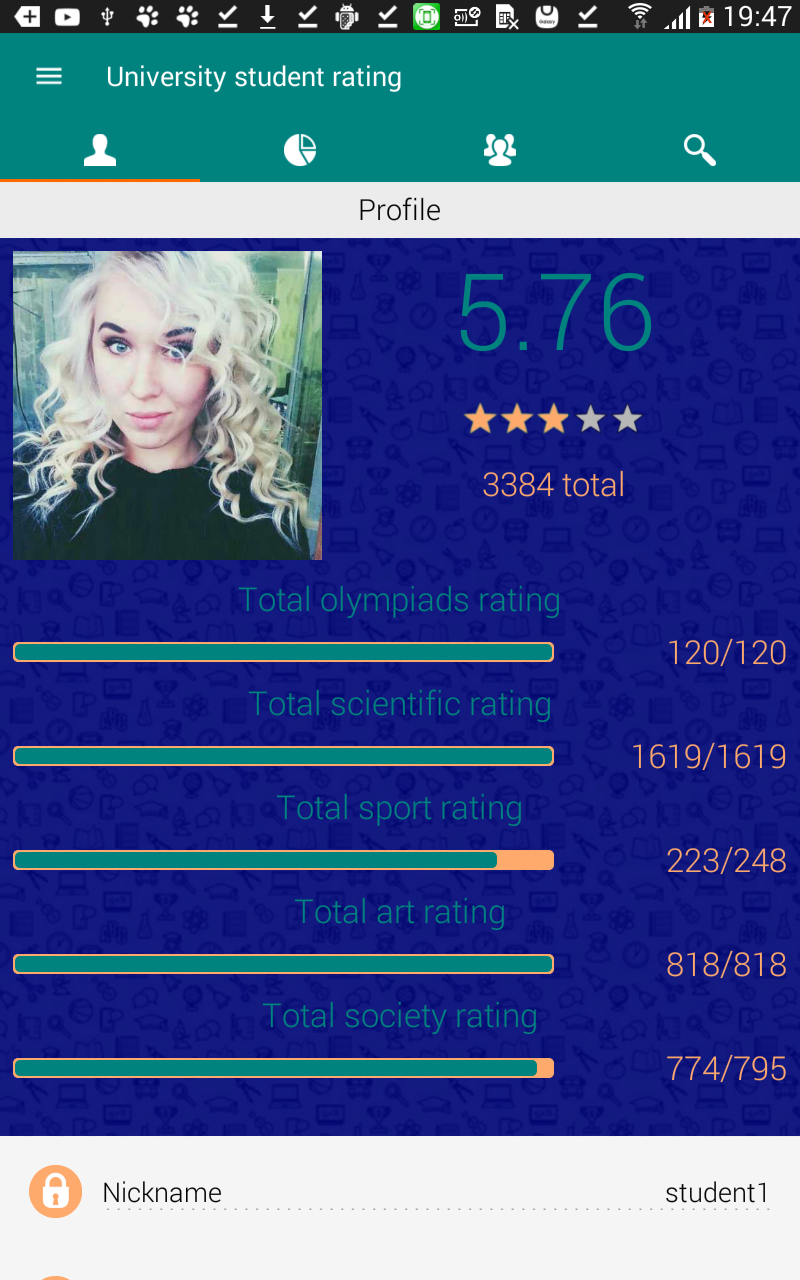 19:47
University student rating
Profile
5.76
3384 total
Total olympiads rating
120/120
Total scientific rating
1619/1619
Total sport rating
223/248
Total art rating
818/818
Total society rating
774/795
Nickname student1